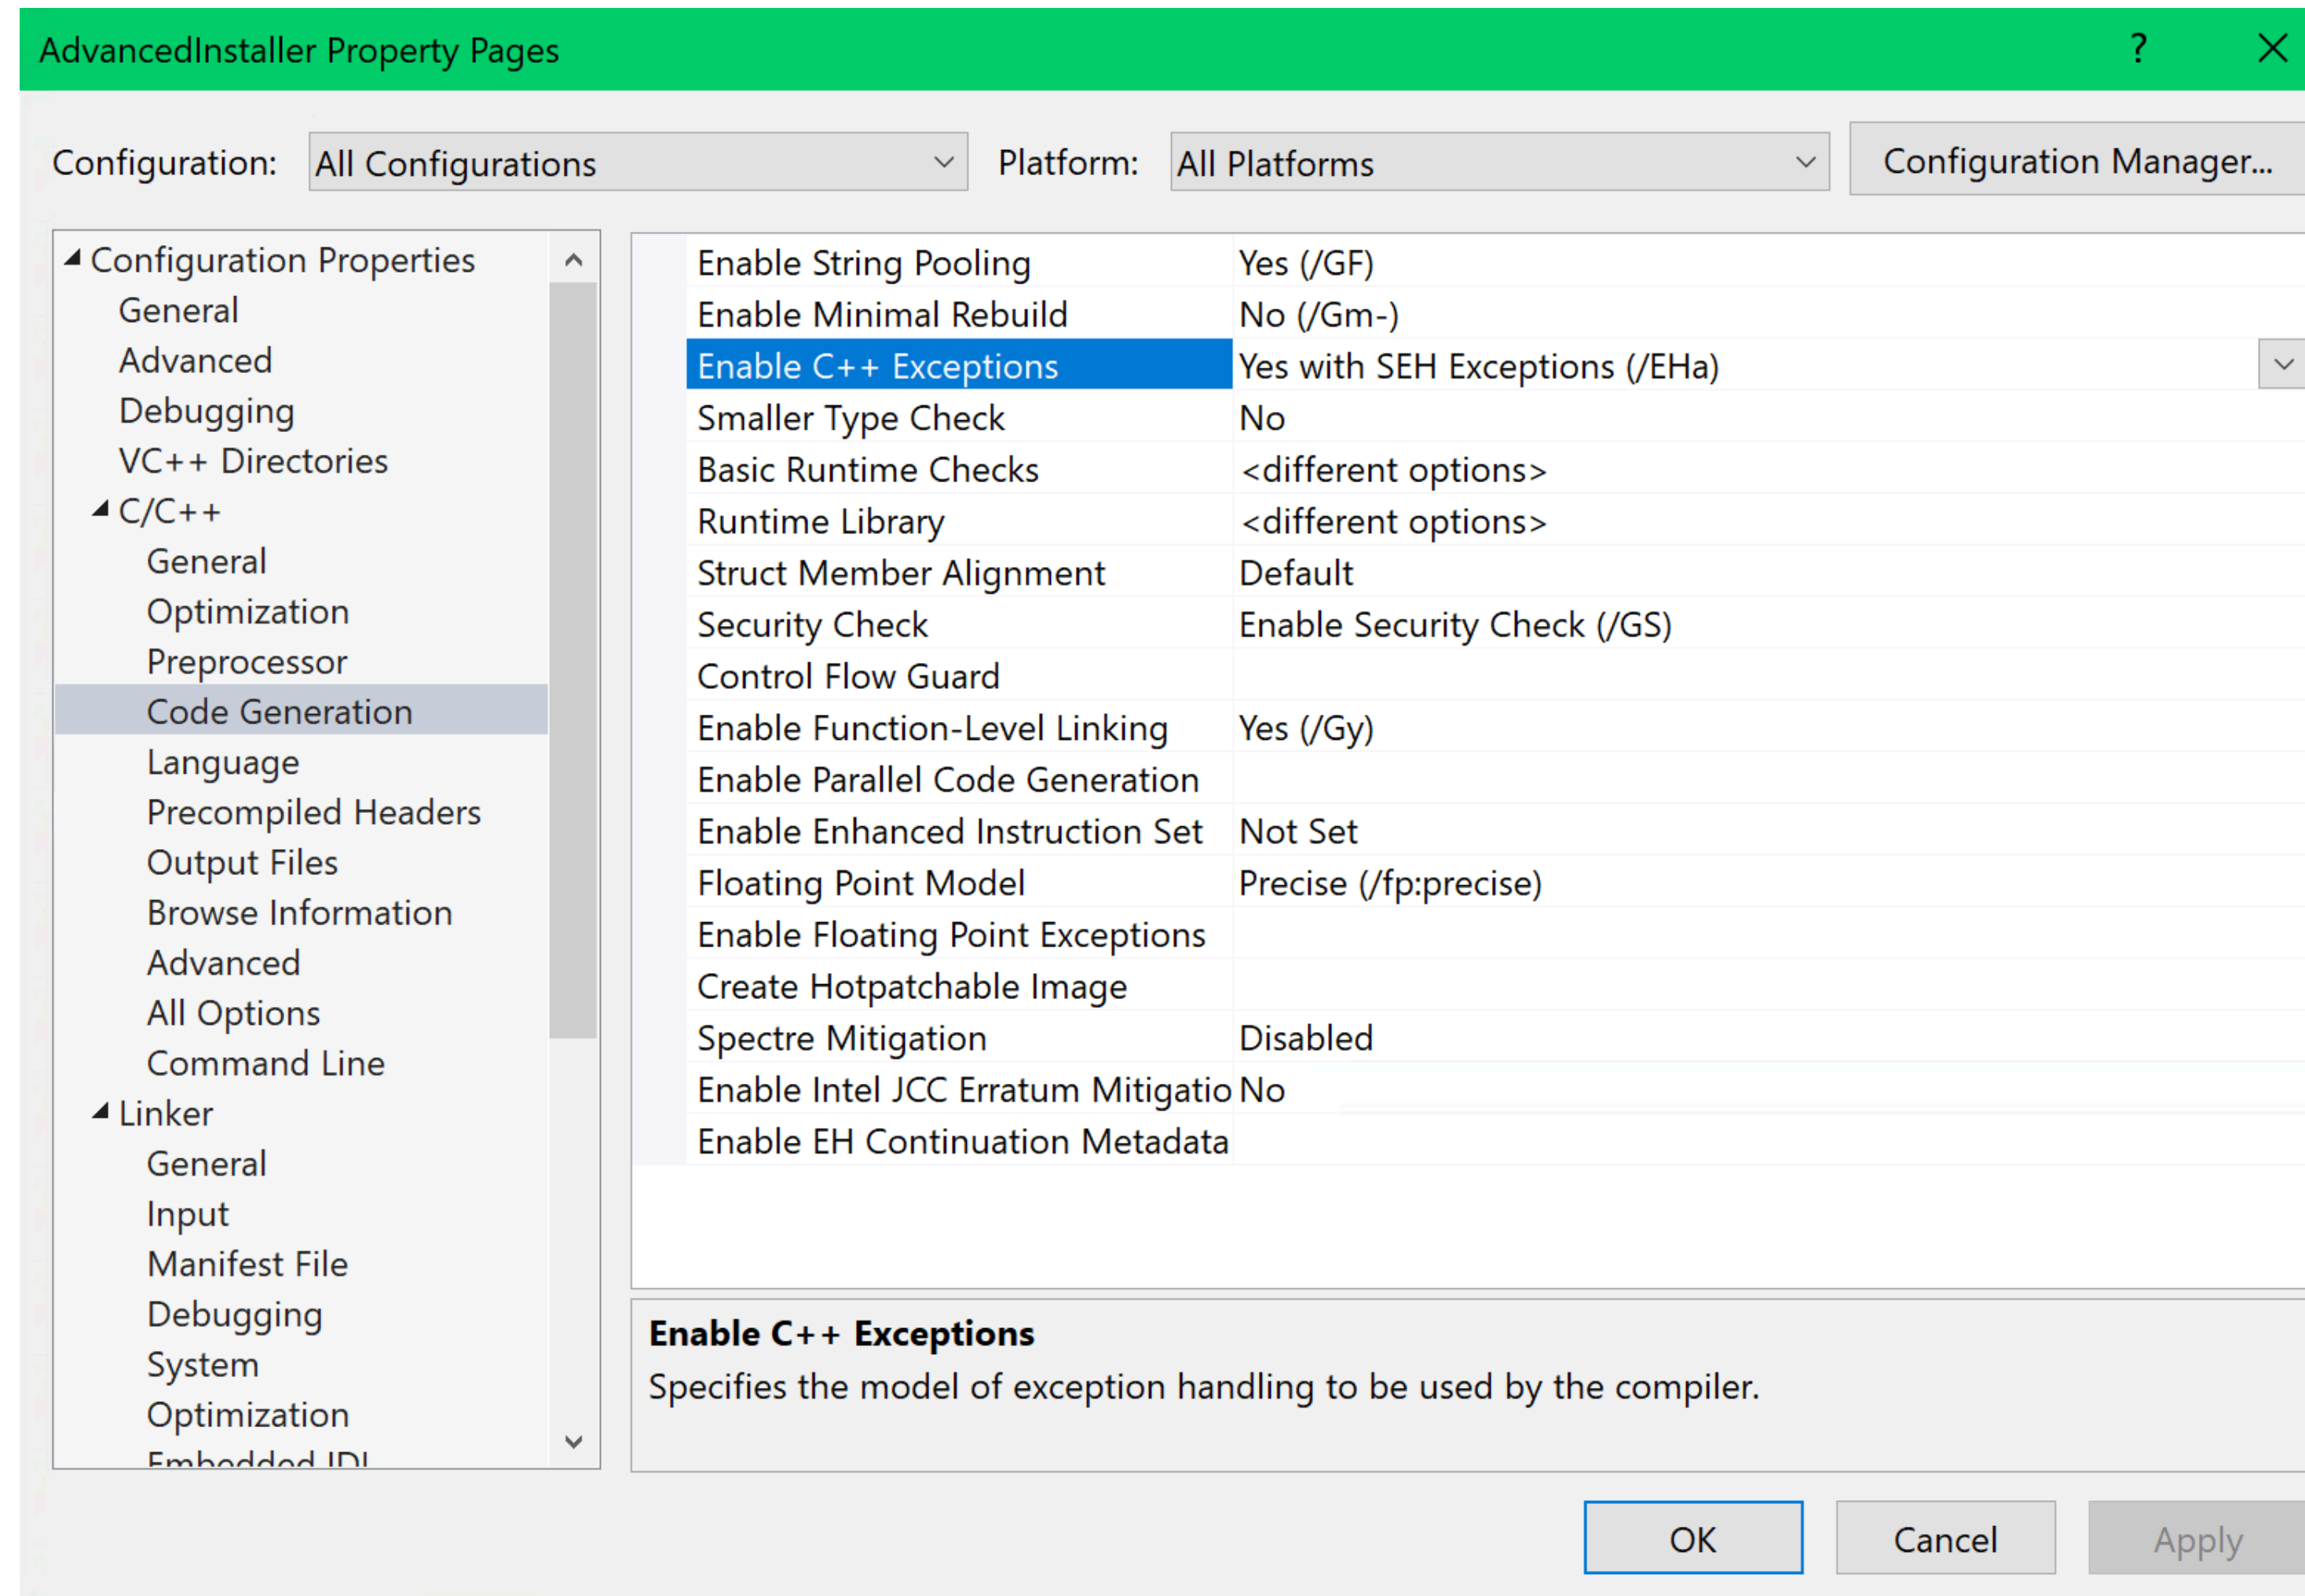 AdvancedInstaller Property Pages ?
Configuration: All Configurations Platform: All Platforms Configuration Manager...
Configuration Properties
General
Advanced
Debugging
VC++ Directories
C/C++
General
Optimization
Preprocessor
Code Generation
Language
Precompiled Headers
Output Files
Browse Information
Advanced
All Options
Command Line
Linker
General
Input
Manifest File
Debugging
System
Optimization
Embedded IDL
Enable String Pooling Yes (/GF)
Enable Minimal Rebuild No (/Gm-)
Enable C++ Exceptions Yes with SEH Exceptions (/EHa)
Smaller Type Check No
Basic Runtime Checks <different options>
Runtime Library <different options>
Struct Member Alignment Default
Security Check Enable Security Check (/GS)
Control Flow Guard
Enable Function-Level Linking Yes (/Gy)
Enable Parallel Code Generation
Enable Enhanced Instruction Set Not Set
Floating Point Model Precise (/fp:precise)
Enable Floating Point Exceptions
Create Hotpatchable Image
Spectre Mitigation Disabled
Enable Intel JCC Erratum Mitigatio No
Enable EH Continuation Metadata
Enable C++ Exceptions
Specifies the model of exception handling to be used by the compiler.
OK Cancel Apply